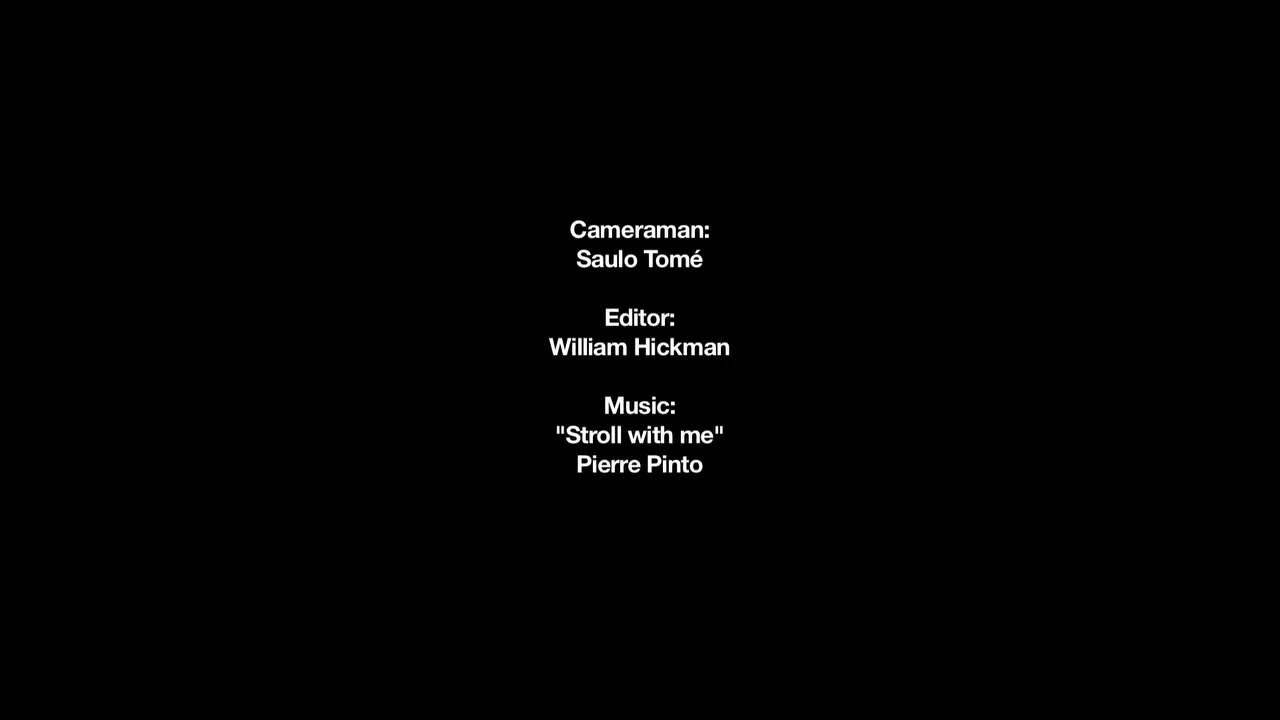 Cameraman:
Saulo Tomé
Editor:
William Hickman
Music:
"Stroll with me"
Pierre Pinto